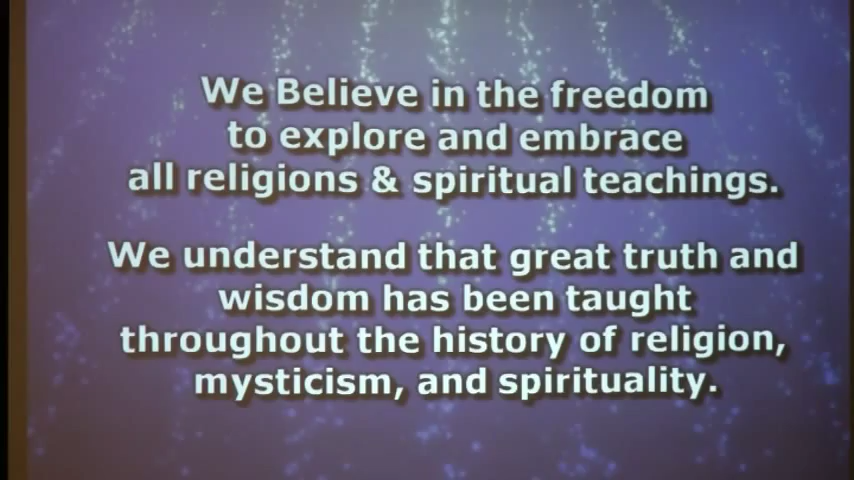 We Believe in the freedom
to explore and embrace
all religions & spiritual teachings.
We understand that great truth and
wisdom has been taught
throughout the history of religion,
mysticism, and spirituality.